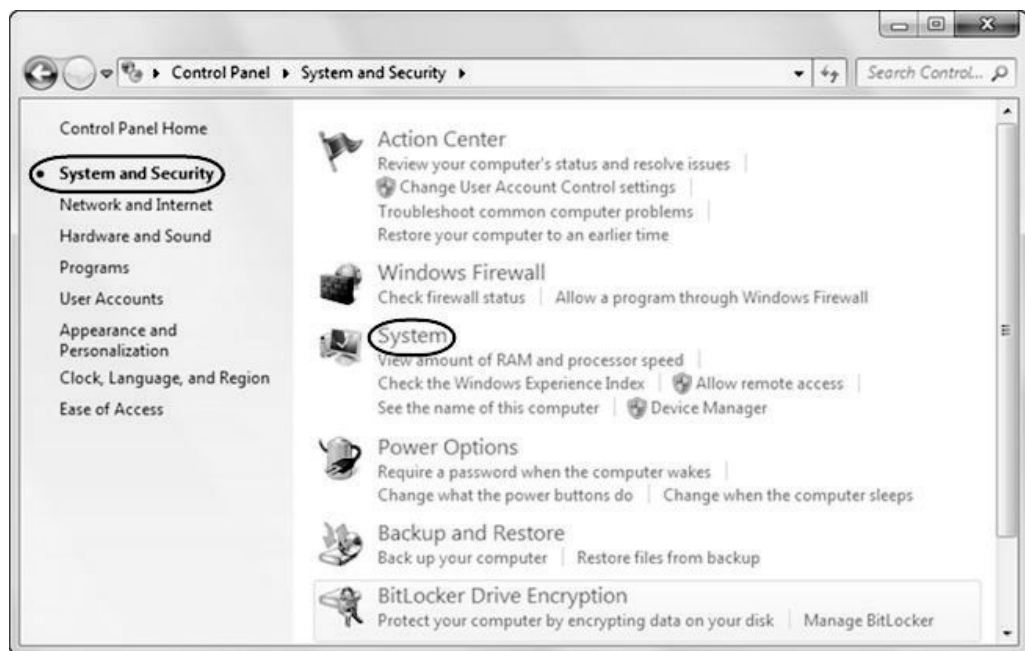 Control Panel System and Security
Search Control...
Control Panel Home
System and Security
Network and Internet
Hardware and Sound
Programs
User Accounts
Appearance and
Personalization
Clock, Language, and Region
Ease of Access
Action Center
Review your computer's status and resolve issues
Change User Account Control settings
Troubleshoot common computer problems
Restore your computer to an earlier time
Windows Firewall
Check firewall status Allow a program through Windows Firewall
System
View amount of RAM and processor speed
Check the Windows Experience Index Allow remote access
See the name of this computer Device Manager
Power Options
Require a password when the computer wakes
Change what the power buttons do Change when the computer sleeps
Backup and Restore
Back up your computer Restore files from backup
BitLocker Drive Encryption
Protect your computer by encrypting data on your disk Manage BitLocker